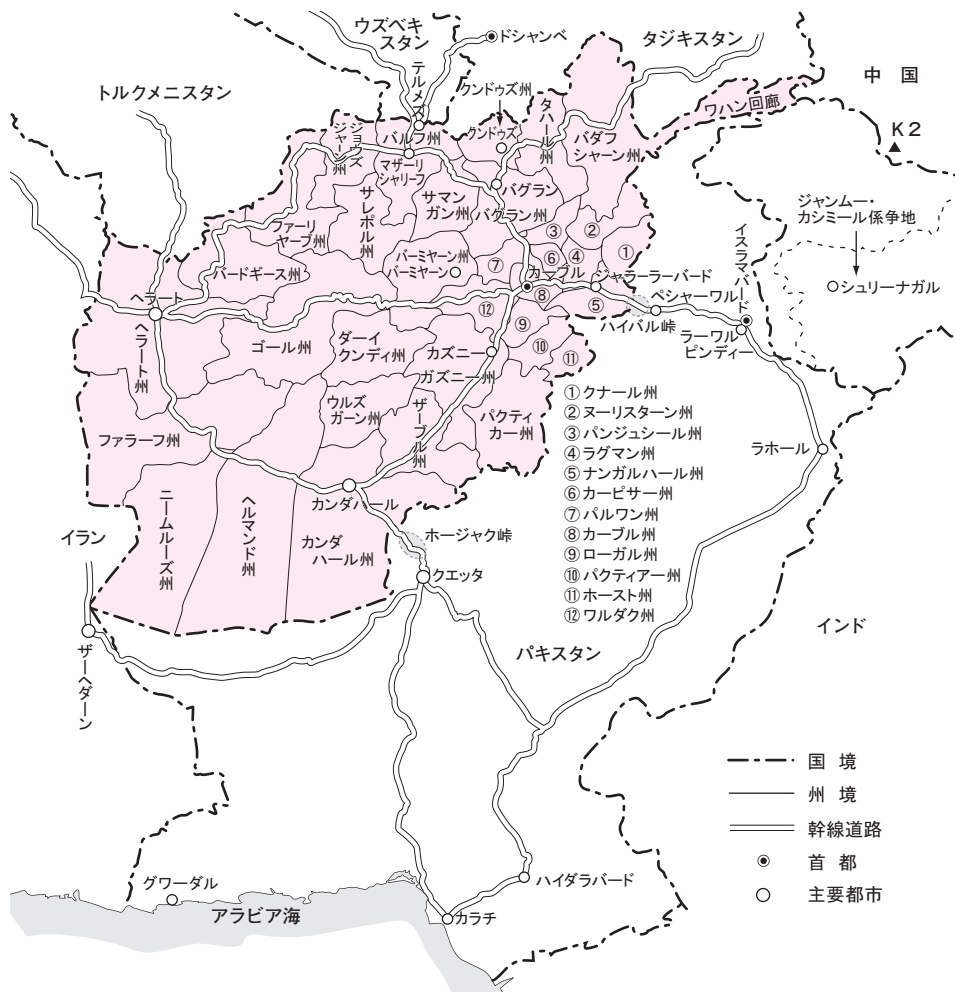 ウズベキ
スタン
ドシャンベ
タジキスタン
中 国
トルクメニスタン
テルメズ
クンドゥズ州
タハール州
ワハン回廊
K2
ジョウズ
ジャーン州
バルフ州
クンドゥズ
バダフ
シャーン州
マザーリ
シャリーフ
バグラン
ジャンムー・
カシミール係争地
サレポル州
サマン
ガン州
バグラン州
イスラマバード
ファーリ
ヤーブ州
③
②
①
⑥
④
バーミヤーン州
バーミヤーン
⑦
バードギース州
カーブル
ジャラーラーバード
シュリーナガル
ヘラート
⑧
⑤
ペシャーワル
⑫
⑨
ハイバル峠
ラーワル
ピンディー
ゴール州
ダーイ
クンディ州
カズニー
⑩
⑪
ヘラート州
ガズニー州
ウルズ
ガーン州
ザーブル州
パクティ
カー州
①クナール州
②ヌーリスターン州
③パンジュシール州
④ラグマン州
⑤ナンガルハール州
⑥カーピサー州
⑦パルワン州
⑧カーブル州
⑨ローガル州
⑩パクティアー州
⑪ホースト州
⑫ワルダク州
ファラーフ州
ラホール
カンダハール
ニームルーズ州
ヘルマンド州
カンダ
ハール州
イラン
ホージャク峠
クエッタ
インド
パキスタン
ザーヘダーン
国 境
州 境
幹線道路
首 都
主要都市
グワーダル
ハイダラバード
アラビア海
カラチ